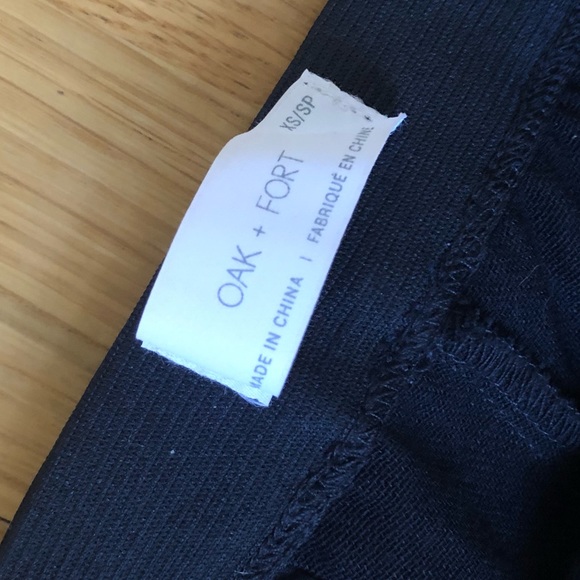 XS/SP
OAK + FORT
MADE IN CHINA | FABRIQUÉ EN CHINE